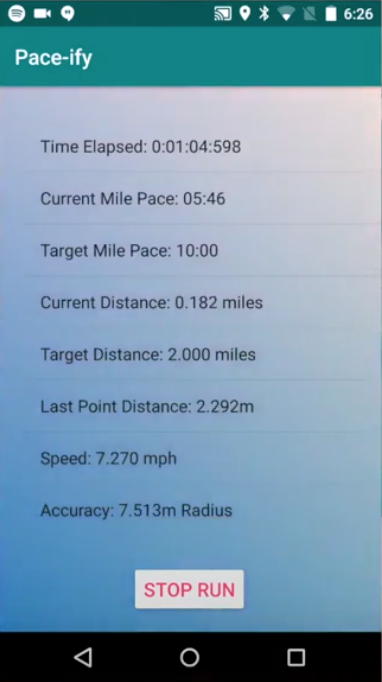 6:26
Pace-ify
Time Elapsed: 0:01:04:598
Current Mile Pace: 05:46
Target Mile Pace: 10:00
Current Distance: 0.182 miles
Target Distance: 2.000 miles
Last Point Distance: 2.292m
Speed: 7.270 mph
Accuracy: 7.513m Radius
STOP RUN